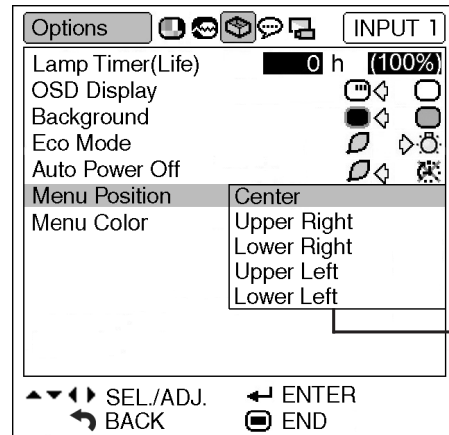 Options INPUT 1
Lamp Timer(Life) 0 h (100%)
OSD Display
Background
Eco Mode
Auto Power Off
Menu Position Center
Menu Color Upper Right
Lower Right
Upper Left
Lower Left
SEL./ADJ. ENTER
BACK END